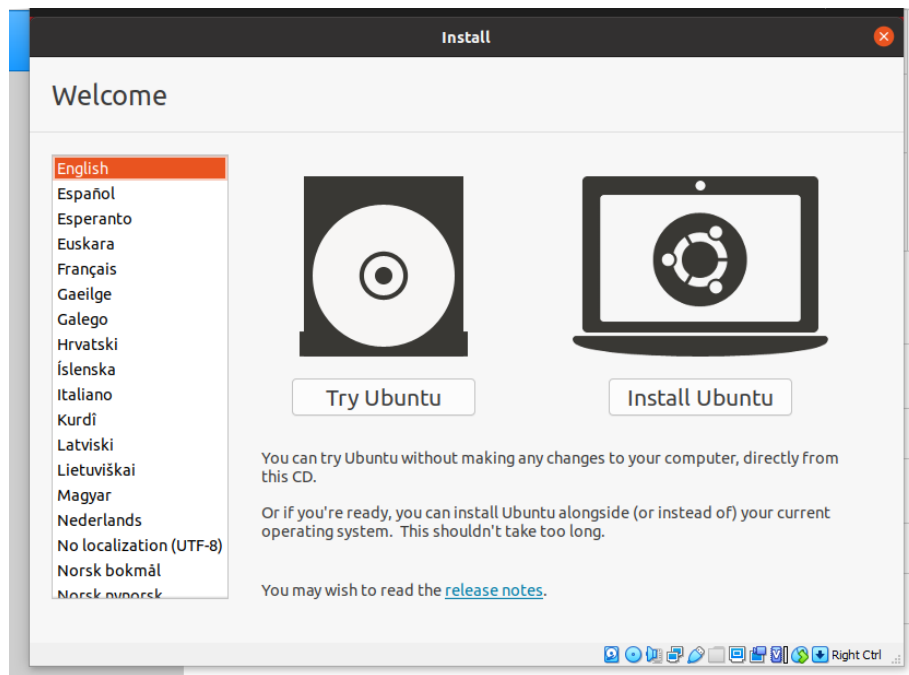 Install
Welcome
English
Español
Esperanto
Euskara
Français
Gaeilge
Galego
Hrvatski
Íslenska
Italiano
Kurdî
Latviski
Lietuviškai
Magyar
Nederlands
No localization (UTF-8)
Norsk bokmål
Norsk nynorsk
Try Ubuntu
Install Ubuntu
You can try Ubuntu without making any changes to your computer, directly from
this CD.
Or if you're ready, you can install Ubuntu alongside (or instead of) your current
operating system. This shouldn't take too long.
You may wish to read the release notes.
Right Ctrl